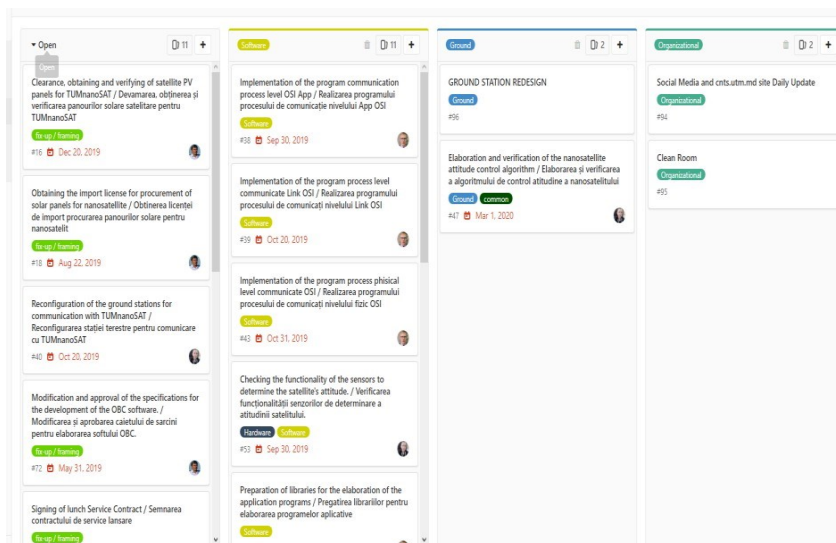 Open
11
+
Open
Clearance, obtaining and verifying of satellite PV
panels for TUMnanoSAT / Devamarea, obținerea și
verificarea panourilor solare satelitare pentru
TUMnanoSAT
fix-up / framing
#16 Dec 20, 2019
Obtaining the import license for procurement of
solar panels for nanosatellite / Obtinerea licenței
de import procurarea panourilor solare pentru
nanosatelit
fix-up / framing
#18 Aug 22, 2019
Reconfiguration of the ground stations for
communication with TUMnanoSAT /
Reconfigurarea stației terestre pentru comunicare
cu TUMnanoSAT
#40 Oct 20, 2019
Modification and approval of the specifications for
the development of the OBC software. /
Modificarea și aprobarea caietului de sarcini
pentru elaborarea softului OBC.
fix-up / framing
#72 May 31, 2019
Signing of lunch Service Contract / Semnarea
contractului de service lansare
fix-up / framing
Software
11
+
Implementation of the program communication
process level OSI App / Realizarea programului
procesului de comunicație nivelului App OSI
Software
#38 Sep 30, 2019
Implementation of the program process level
communicate Link OSI / Realizarea programului
procesului de comunicați nivelului Link OSI
Software
#39 Oct 20, 2019
Implementation of the program process phisical
level communicate OSI / Realizarea programului
procesului de comunicați nivelului fizic OSI
Software
#43 Oct 31, 2019
Checking the functionality of the sensors to
determine the satellite's attitude. / Verificarea
funcționalității senzorilor de determinare a
atitudinii satelitului.
Hardware Software
#53 Sep 30, 2019
Preparation of libraries for the elaboration of the
application programs / Pregatirea librariilor pentru
elaborarea programelor aplicative
Software
Ground
2
+
GROUND STATION REDESIGN
Ground
#96
Elaboration and verification of the nanosatellite
attitude control algorithm / Elaborarea și verificarea
a algoritmului de control atitudine a nanosatelitului
Ground common
#47 Mar 1, 2020
Organizational
2
+
Social Media and cnts.utm.md site Daily Update
Organizational
#94
Clean Room
Organizational
#95